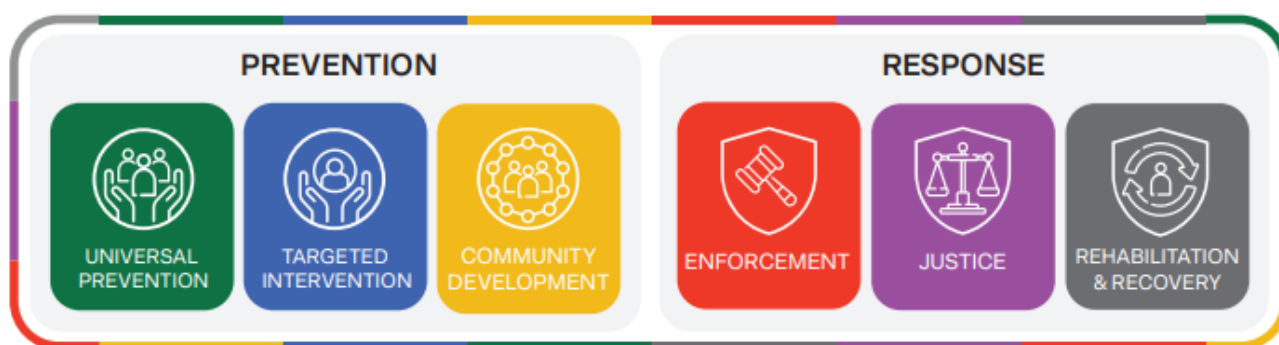 PREVENTION
UNIVERSAL
PREVENTION
TARGETED
INTERVENTION
COMMUNITY
DEVELOPMENT
RESPONSE
ENFORCEMENT
JUSTICE
REHABILITATION
& RECOVERY